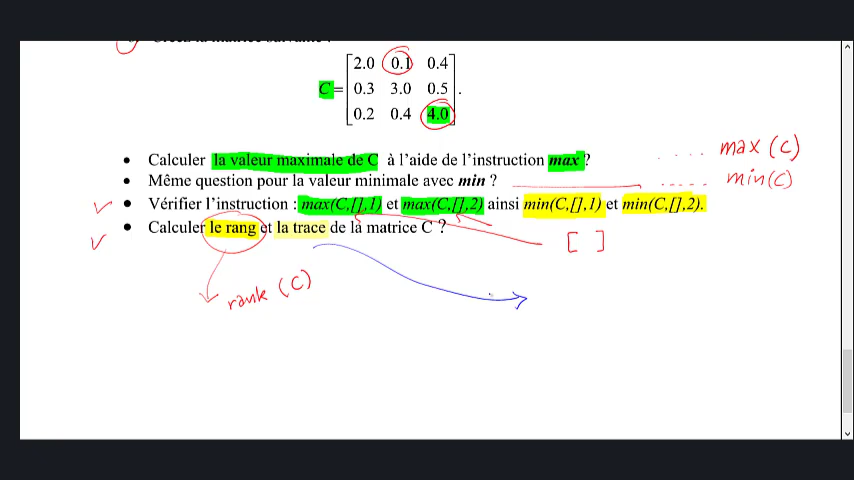 2.0 0.1 0.4
C = 0.3 3.0 0.5 .
0.2 0.4 4.0
• Calculer la valeur maximale de C à l'aide de l'instruction max ? .... max (C)
• Même question pour la valeur minimale avec min ? ..... min(C)
• Vérifier l'instruction : max(C,[],1) et max(C,[],2) ainsi min(C,[],1) et min(C,[],2).
• Calculer le rang et la trace de la matrice C ?
[ ]
rank (C)